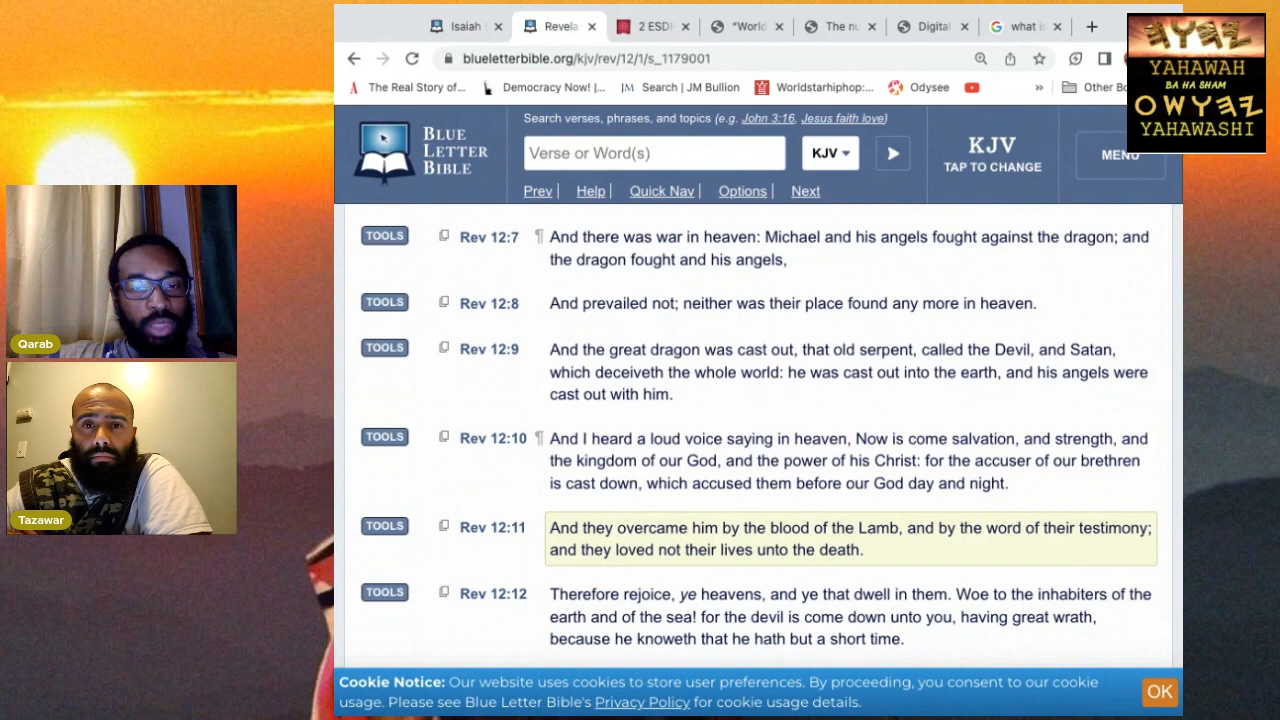 Isaiah
Revela
2 ESDR
"World
The nu
Digital
what is
blueletterbible.org/kjv/rev/12/1/s_1179001
The Real Story of...
Democracy Now! |...
JM
Search | JM Bullion
Worldstarhiphop:...
Odysee
»
Other Bo
YAHAWAH
BA HA SHAM
YAHAWASHI
BLUE
LETTER
BIBLE
Search verses, phrases, and topics (e.g. John 3:16, Jesus faith love)
Verse or Word(s)
KJV
KJV
TAP TO CHANGE
MENU
Prev | Help | Quick Nav | Options | Next
TOOLS Rev 12:7 ¶ And there was war in heaven: Michael and his angels fought against the dragon; and
the dragon fought and his angels,
TOOLS Rev 12:8 And prevailed not; neither was their place found any more in heaven.
TOOLS Rev 12:9 And the great dragon was cast out, that old serpent, called the Devil, and Satan,
which deceiveth the whole world: he was cast out into the earth, and his angels were
cast out with him.
TOOLS Rev 12:10 ¶ And I heard a loud voice saying in heaven, Now is come salvation, and strength, and
the kingdom of our God, and the power of his Christ: for the accuser of our brethren
is cast down, which accused them before our God day and night.
TOOLS Rev 12:11 And they overcame him by the blood of the Lamb, and by the word of their testimony;
and they loved not their lives unto the death.
TOOLS Rev 12:12 Therefore rejoice, ye heavens, and ye that dwell in them. Woe to the inhabiters of the
earth and of the sea! for the devil is come down unto you, having great wrath,
because he knoweth that he hath but a short time.
Cookie Notice: Our website uses cookies to store user preferences. By proceeding, you consent to our cookie
usage. Please see Blue Letter Bible's Privacy Policy for cookie usage details.
OK
Qarab
Tazawar